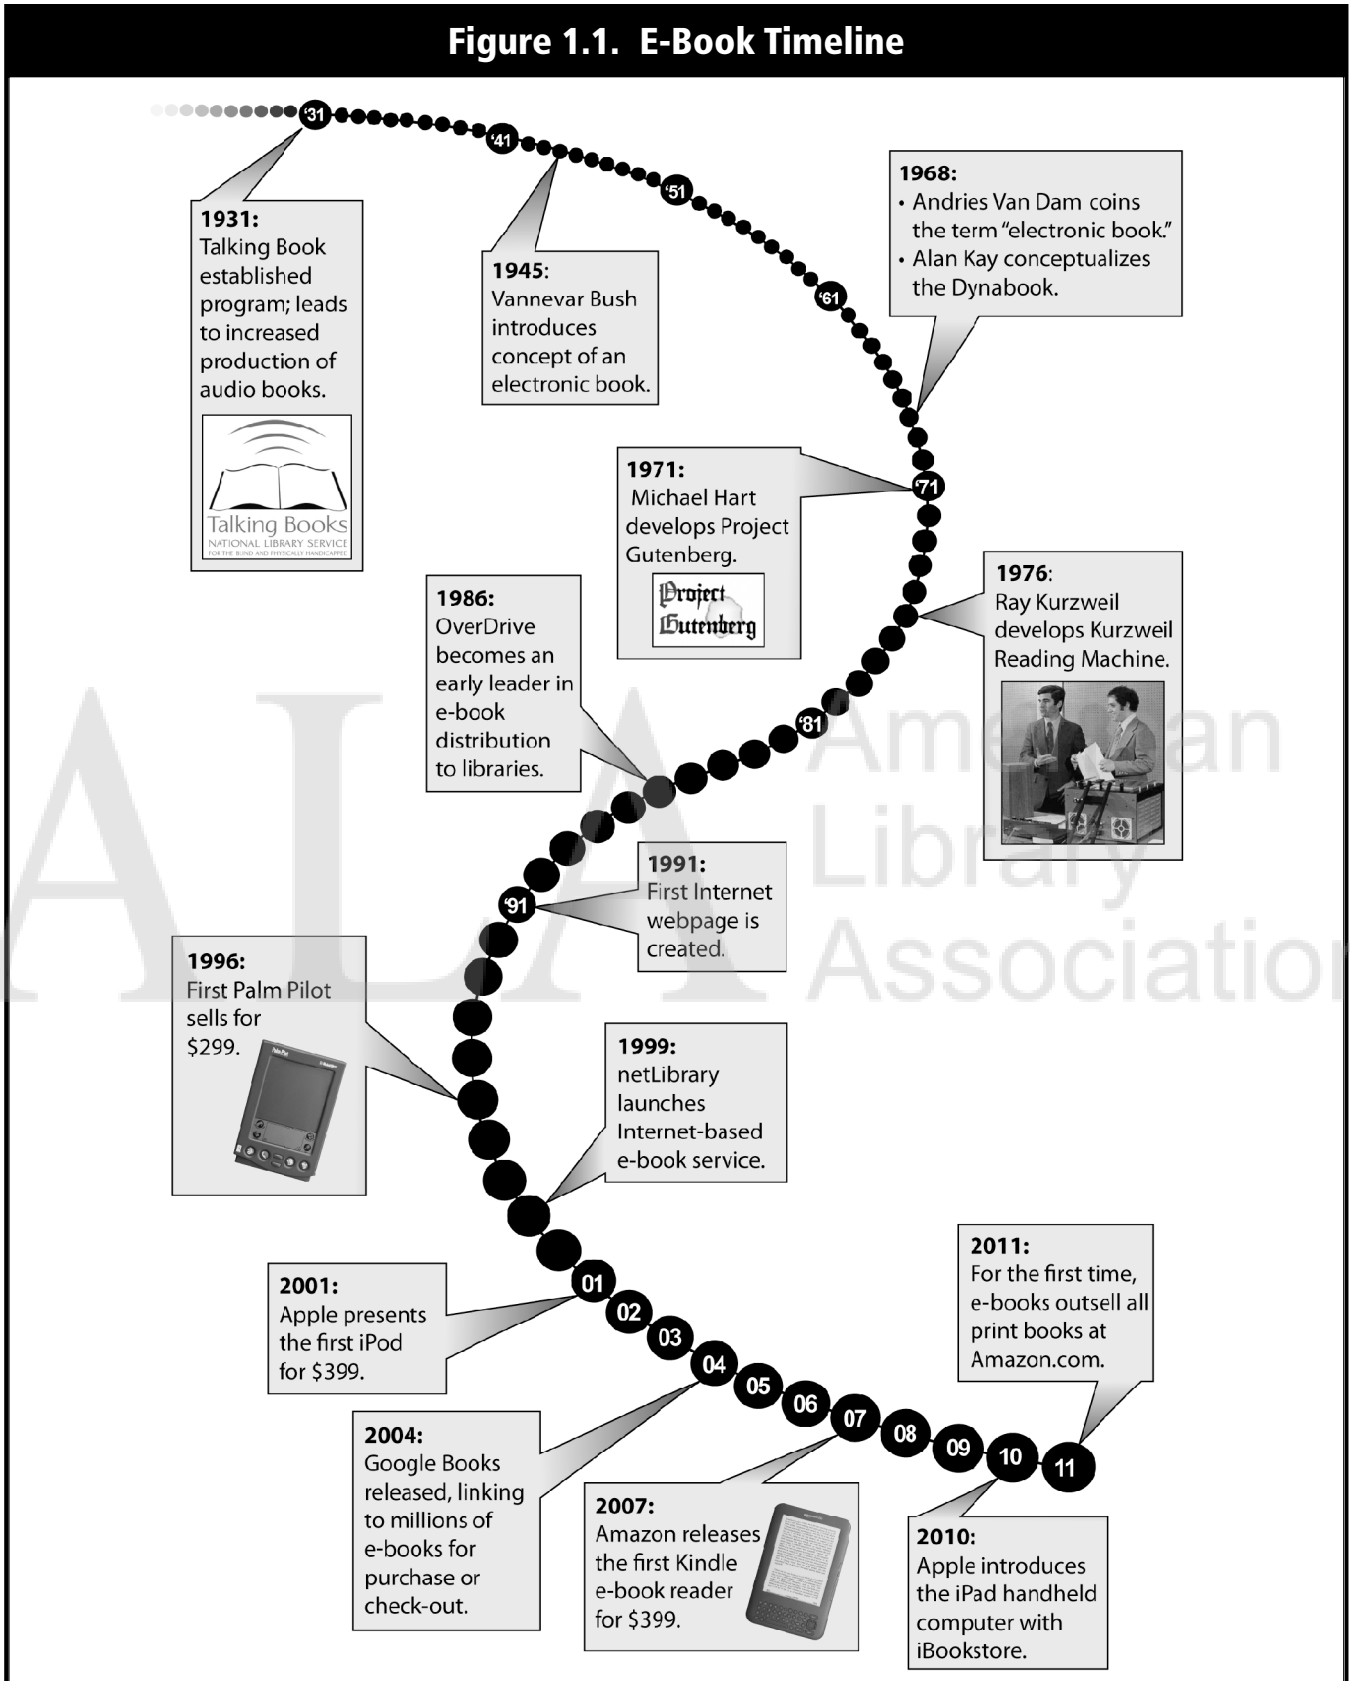 Figure 1.1. E-Book Timeline
‘31
‘41
‘51
‘61
‘71
‘81
‘91
01
02
03
04
05
06
07
08
09
10
11
1931:
Talking Book
established
program; leads
to increased
production of
audio books.
Talking Books
NATIONAL LIBRARY SERVICE
FOR THE BLIND AND PHYSICALLY HANDICAPPED
1945:
Vannevar Bush
introduces
concept of an
electronic book.
1968:
• Andries Van Dam coins
the term “electronic book.”
• Alan Kay conceptualizes
the Dynabook.
1971:
Michael Hart
develops Project
Gutenberg.
Project
Gutenberg
1976:
Ray Kurzweil
develops Kurzweil
Reading Machine.
1986:
OverDrive
becomes an
early leader in
e-book
distribution
to libraries.
1991:
First Internet
webpage is
created.
1996:
First Palm Pilot
sells for
$299.
1999:
netLibrary
launches
Internet-based
e-book service.
2001:
Apple presents
the first iPod
for $399.
2004:
Google Books
released, linking
to millions of
e-books for
purchase or
check-out.
2007:
Amazon releases
the first Kindle
e-book reader
for $399.
2010:
Apple introduces
the iPad handheld
computer with
iBookstore.
2011:
For the first time,
e-books outsell all
print books at
Amazon.com.
ALA American
Library
Association